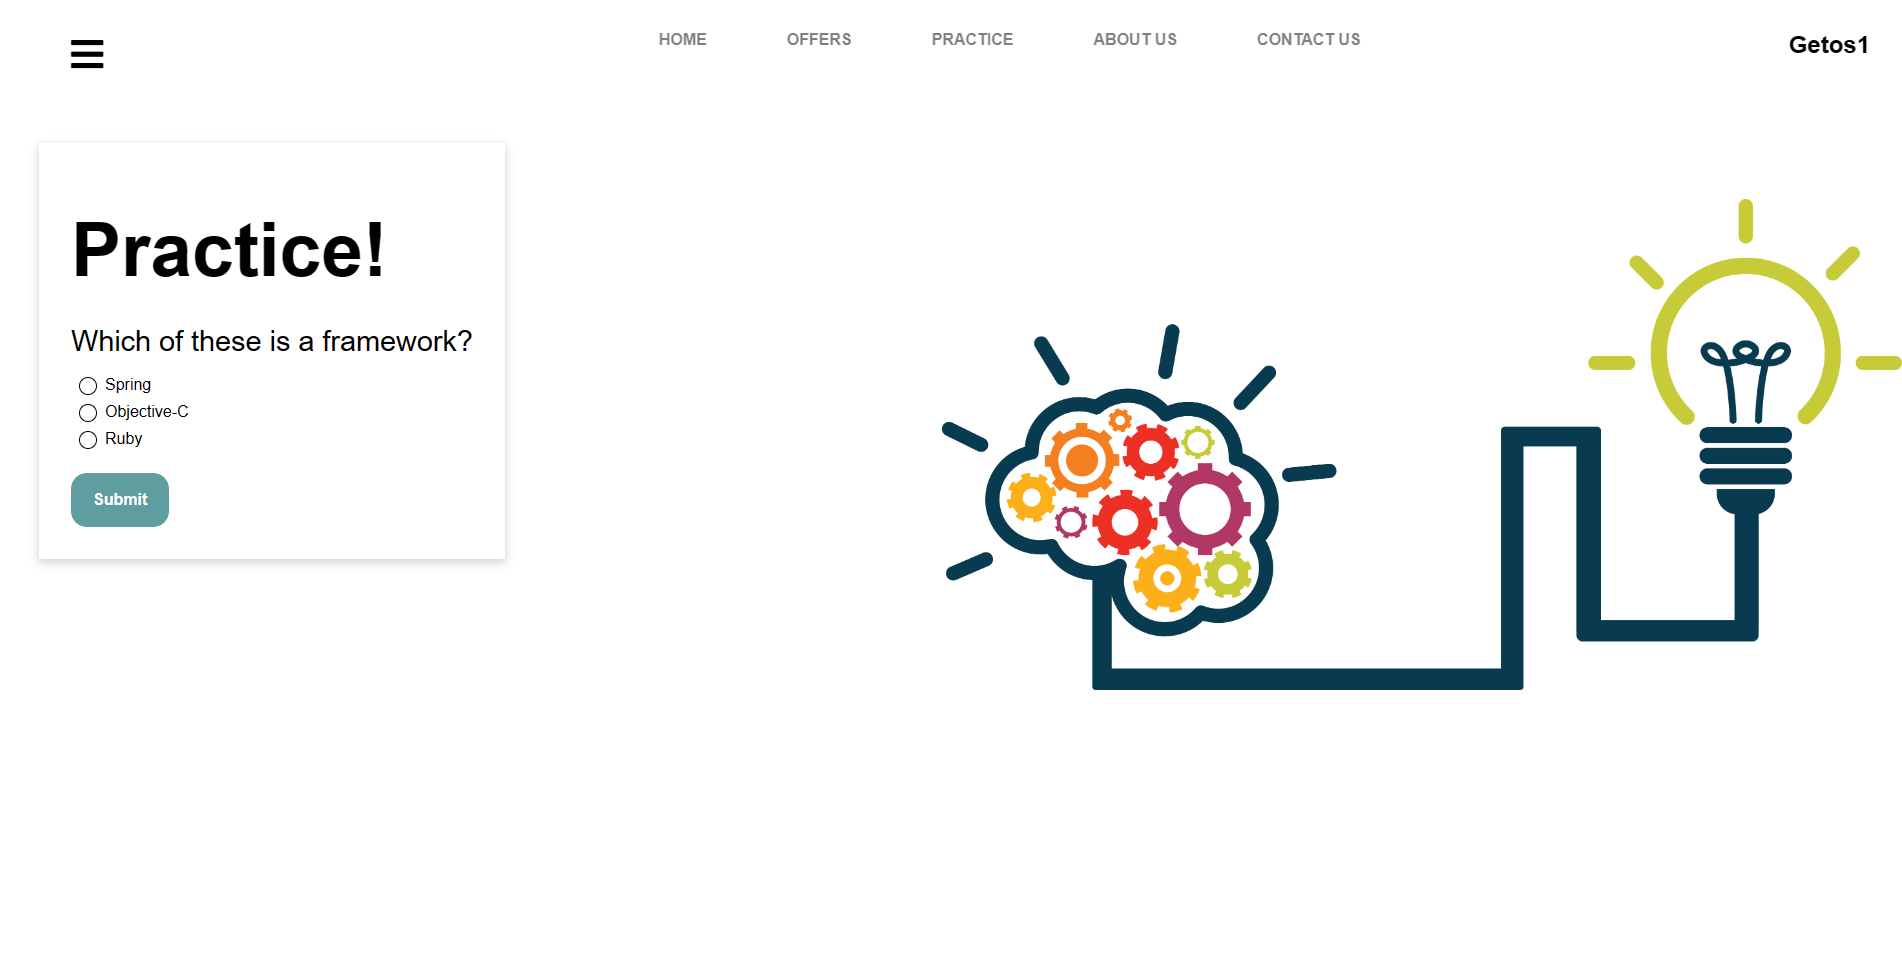 HOME OFFERS PRACTICE ABOUT US CONTACT US
Getos1
Practice!
Which of these is a framework?
Spring
Objective-C
Ruby
Submit